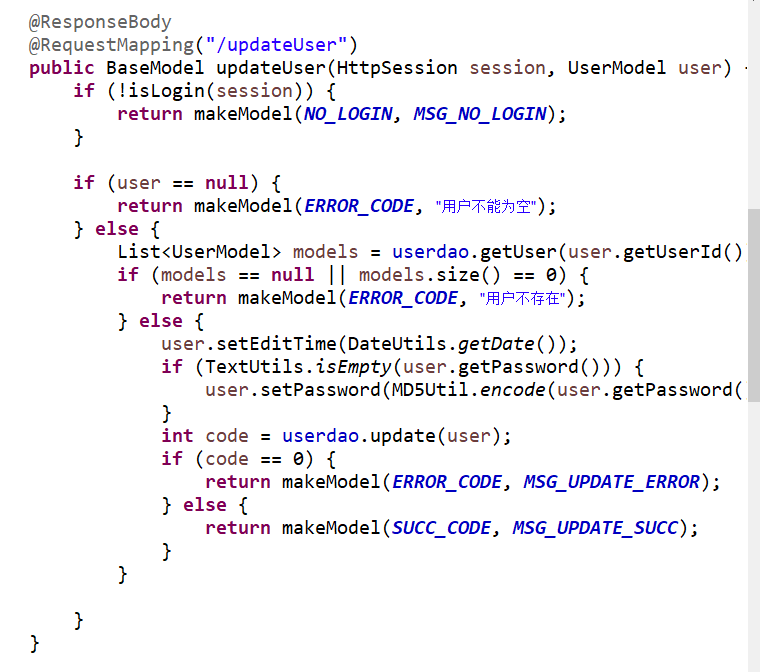 @ResponseBody
@RequestMapping("/updateUser")
public BaseModel updateUser(HttpSession session, UserModel user)
if (!isLogin(session)) {
return makeModel(NO_LOGIN, MSG_NO_LOGIN);
}
if (user == null) {
return makeModel(ERROR_CODE, "用户不能为空");
} else {
List<UserModel> models = userdao.getUser(user.getUserId()
if (models == null || models.size() == 0) {
return makeModel(ERROR_CODE, "用户不存在");
} else {
user.setEditTime(DateUtils.getDate());
if (TextUtils.isEmpty(user.getPassword())) {
user.setPassword(MD5Util.encode(user.getPassword(
}
int code = userdao.update(user);
if (code == 0) {
return makeModel(ERROR_CODE, MSG_UPDATE_ERROR);
} else {
return makeModel(SUCC_CODE, MSG_UPDATE_SUCC);
}
}
}
}